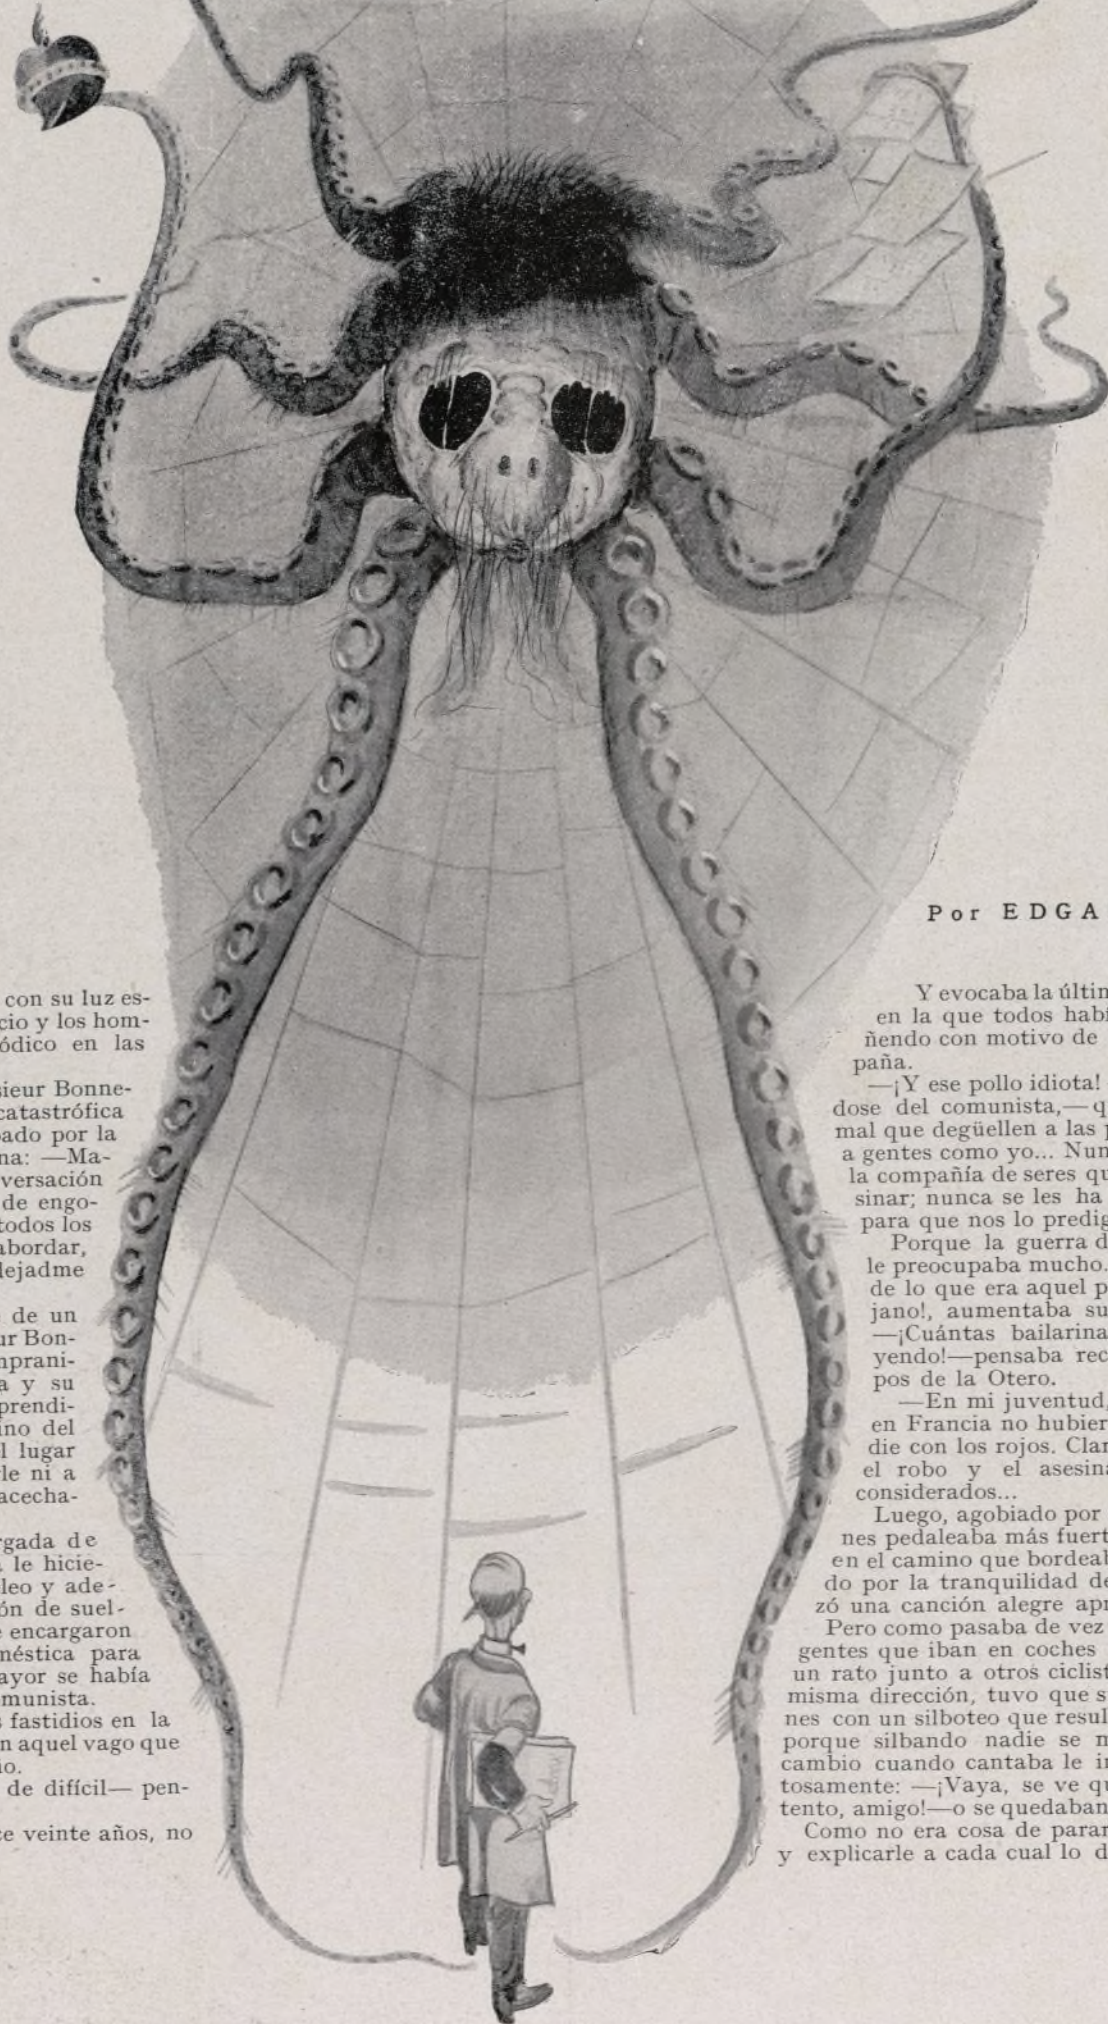 con su luz es-
cio y los hom-
ódico en las
sieur Bonne-
catastrófica
bado por la
na: —Ma-
versación
de engo-
todos los
abordar,
dejadme
de un
ur Bon-
mprani-
a y su
prendi-
ino del
l lugar
le ni a
acecha-
rgada de
a le hicie-
leo y ade-
ón de suel-
e encargaron
méstica para
ayor se había
munista.
s fastidios en la
n aquel vago que
io.
de difícil— pen-
ce veinte años, no
Por EDGA
Y evocaba la últim
en la que todos habí
ñendo con motivo de
paña.
—¡Y ese pollo idiota!
dose del comunista,— q
mal que degüellen a las p
a gentes como yo... Nun
la compañía de seres qu
sinar; nunca se les ha
para que nos lo predig
Porque la guerra d
le preocupaba mucho.
de lo que era aquel p
jano!, aumentaba su
—¡Cuántas bailarina
yendo!—pensaba rec
pos de la Otero.
—En mi juventud,
en Francia no hubier
die con los rojos. Clar
el robo y el asesina
considerados...
Luego, agobiado por
nes pedaleaba más fuert
en el camino que bordeab
do por la tranquilidad de
zó una canción alegre apr
Pero como pasaba de vez
gentes que iban en coches
un rato junto a otros ciclist
misma dirección, tuvo que s
nes con un silboteo que resul
porque silbando nadie se m
cambio cuando cantaba le in
tosamente: —¡Vaya, se ve qu
tento, amigo!—o se quedaban
Como no era cosa de parar
y explicarle a cada cual lo d